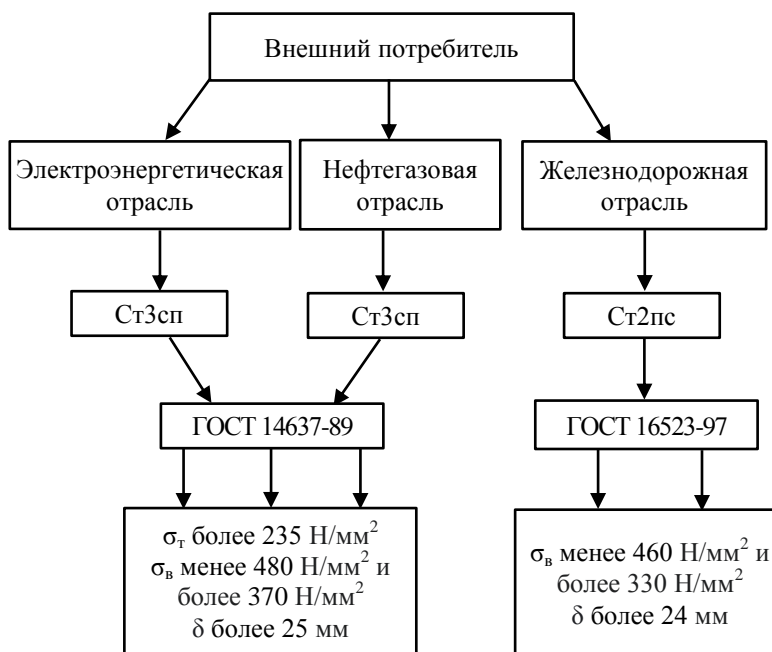 Внешний потребитель
Электроэнергетическая
отрасль
Нефтегазовая
отрасль
Железнодорожная
отрасль
Ст3сп
Ст3сп
Ст2пс
ГОСТ 14637-89
ГОСТ 16523-97
σт более 235 Н/мм²
σв менее 480 Н/мм² и
более 370 Н/мм²
δ более 25 мм
σв менее 460 Н/мм² и
более 330 Н/мм²
δ более 24 мм